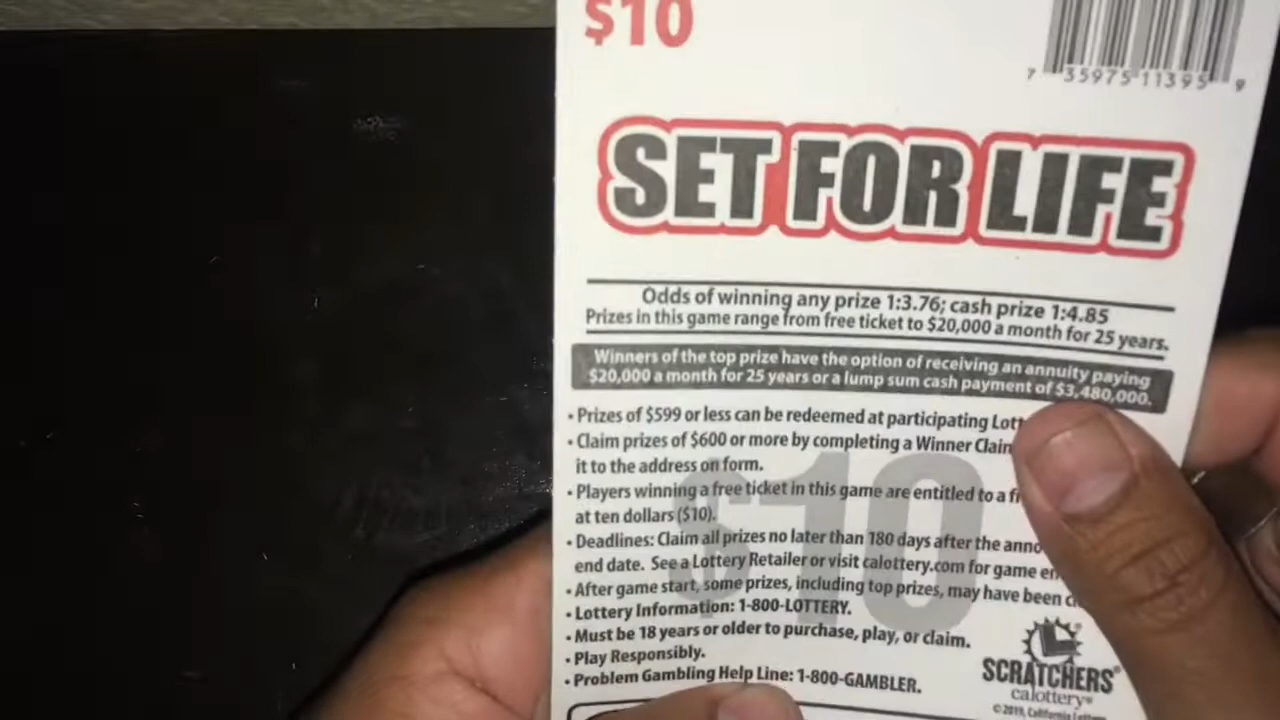 $10
7 35975 11395 9
SET FOR LIFE
Odds of winning any prize 1:3.76; cash prize 1:4.85
Prizes in this game range from free ticket to $20,000 a month for 25 years.
Winners of the top prize have the option of receiving an annuity paying
$20,000 a month for 25 years or a lump sum cash payment of $3,480,000.
• Prizes of $599 or less can be redeemed at participating
• Claim prizes of $600 or more by completing a Winner
it to the address on form.
• Players winning a free ticket in this game are entitled to a
at ten dollars ($10).
• Deadlines: Claim all prizes no later than 180 days after the
end date. See a Lottery Retailer or visit calottery.com for game
• After game start, some prizes, including top prizes, may have been
• Lottery Information: 1-800-LOTTERY.
• Must be 18 years or older to purchase, play, or claim.
• Play Responsibly.
• Problem Gambling Help Line: 1-800-GAMBLER.
$10
SCRATCHERS®
calottery®
© 2019, California